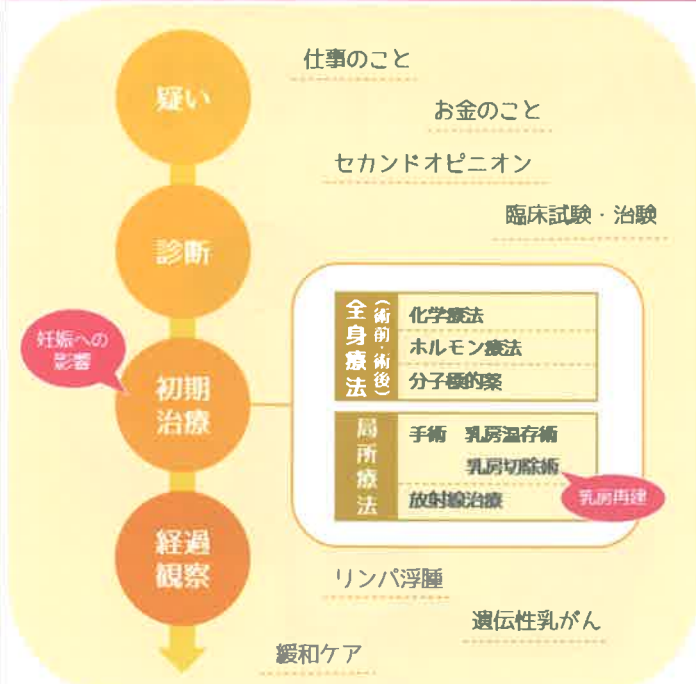 疑い
仕事のこと
お金のこと
セカンドオピニオン
臨床試験・治験
診断
妊娠への
影響
初期
治療
全身療法
(術前・術後)
化学療法
ホルモン療法
分子標的薬
局所療法
手術 乳房温存術
乳房切除術
放射線治療
乳房再建
経過
観察
リンパ浮腫
遺伝性乳がん
緩和ケア